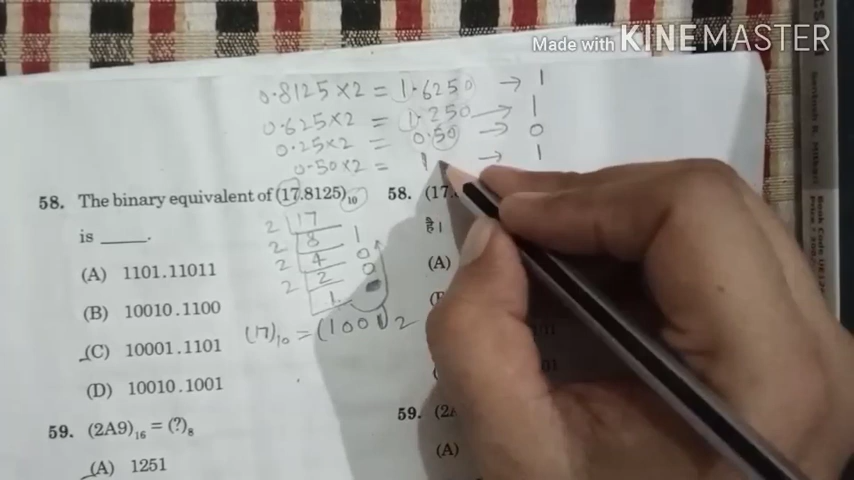 Made with KINEMASTER
0.8125×2 = 1.6250 → 1
0.625×2 = 1.250 → 1
0.25×2 = 0.50 → 0
0.50×2 = 1 → 1
58. The binary equivalent of (17.8125)10
is _____.
2 17
2 8 1
2 4 0
2 2 0
1
(A) 1101.11011
(B) 10010.1100
(C) 10001.1101
(D) 10010.1001
(17)10 = (10001)2
59. (2A9)16 = (?)8
(A) 1251
58. (17.
है।
(A)
59. (2A
(A)